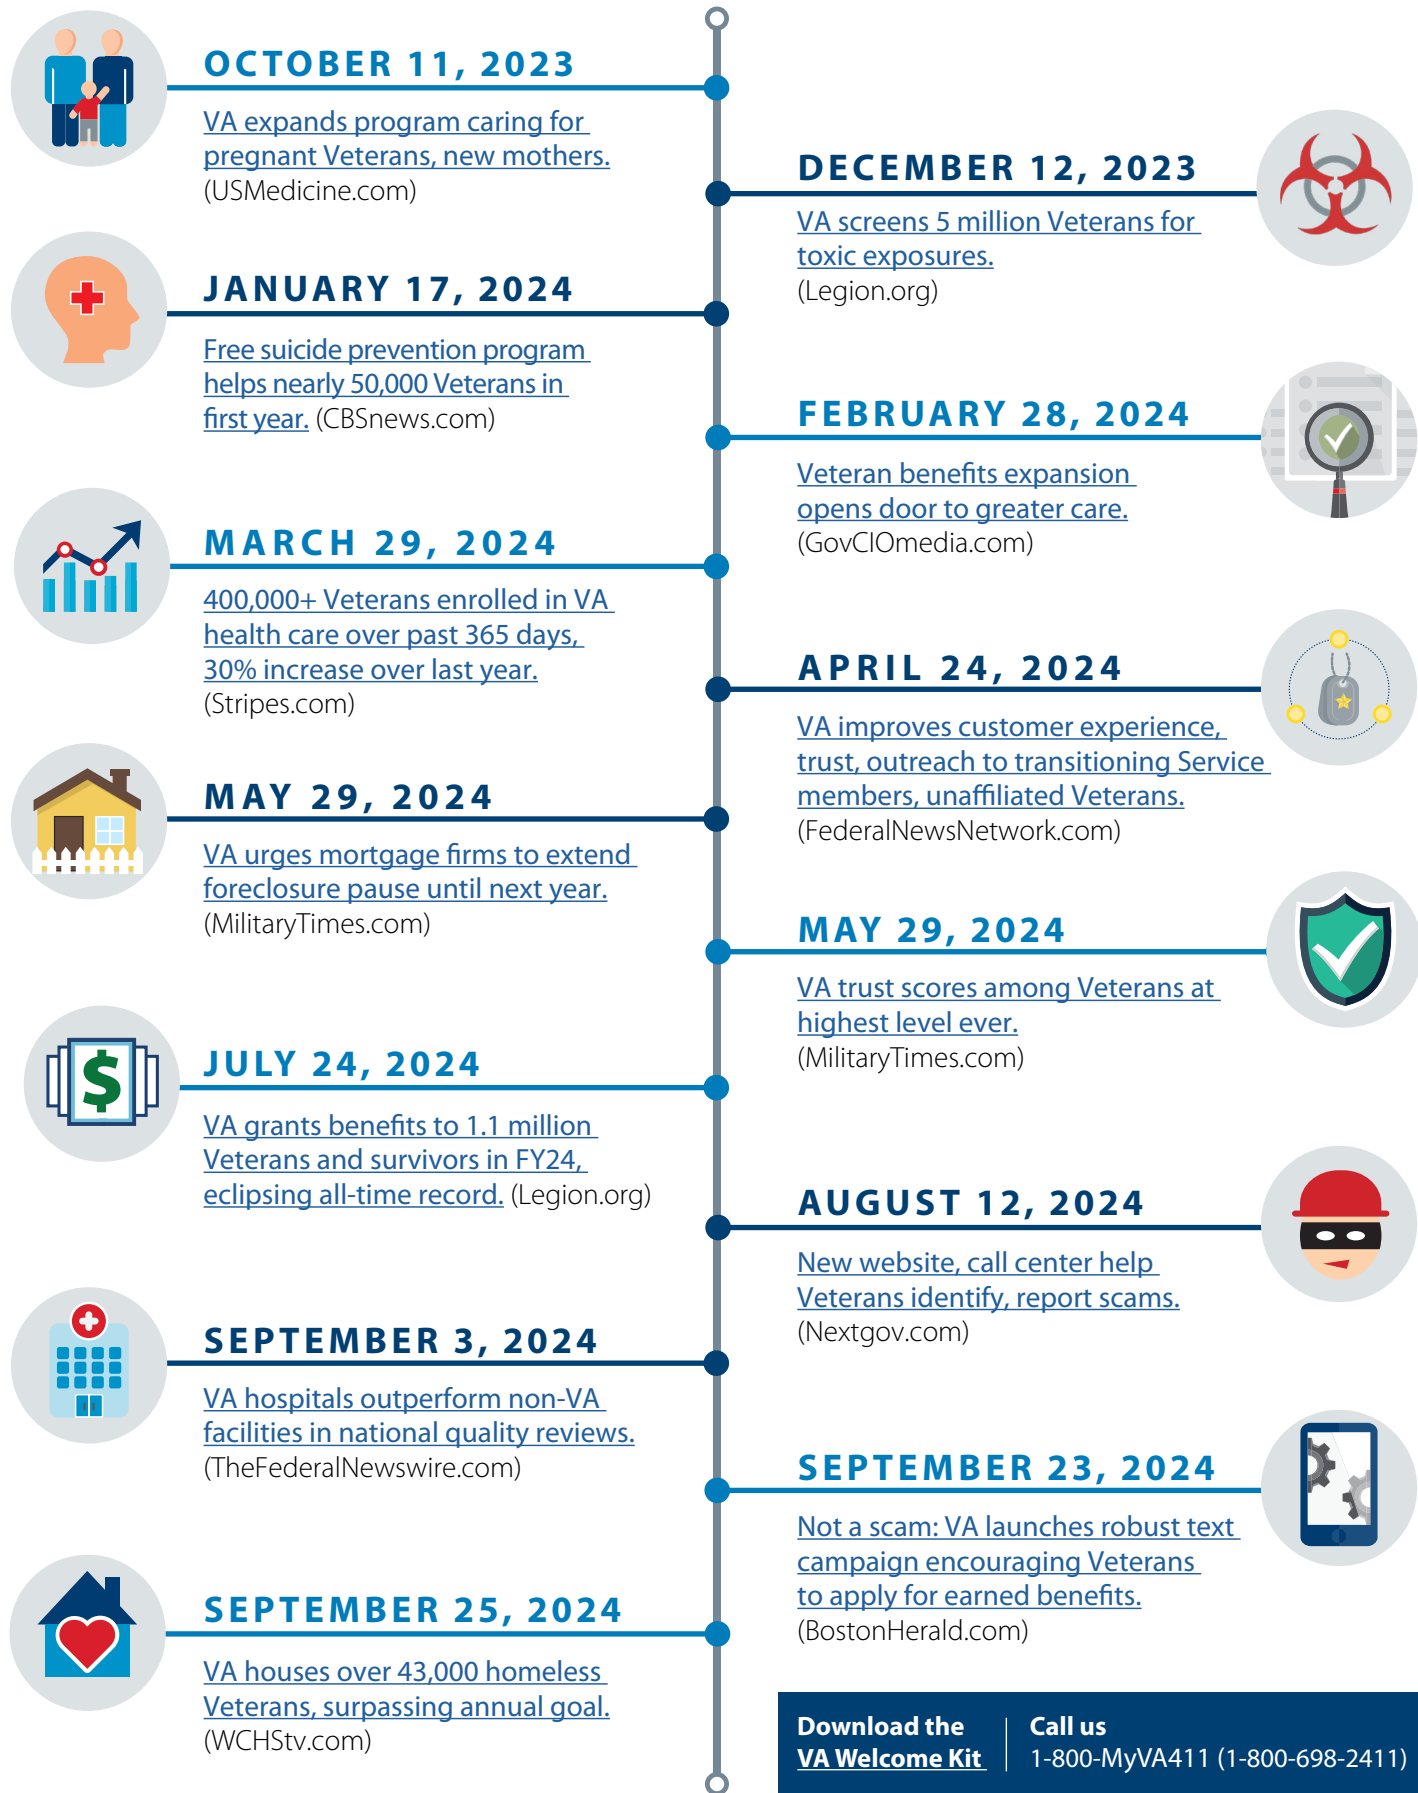 OCTOBER 11, 2023
VA expands program caring for
pregnant Veterans, new mothers.
(USMedicine.com)
DECEMBER 12, 2023
VA screens 5 million Veterans for
toxic exposures.
(Legion.org)
JANUARY 17, 2024
Free suicide prevention program
helps nearly 50,000 Veterans in
first year. (CBSnews.com)
FEBRUARY 28, 2024
Veteran benefits expansion
opens door to greater care.
(GovCIOmedia.com)
MARCH 29, 2024
400,000+ Veterans enrolled in VA
health care over past 365 days,
30% increase over last year.
(Stripes.com)
APRIL 24, 2024
VA improves customer experience,
trust, outreach to transitioning Service
members, unaffiliated Veterans.
(FederalNewsNetwork.com)
MAY 29, 2024
VA urges mortgage firms to extend
foreclosure pause until next year.
(MilitaryTimes.com)
MAY 29, 2024
VA trust scores among Veterans at
highest level ever.
(MilitaryTimes.com)
JULY 24, 2024
VA grants benefits to 1.1 million
Veterans and survivors in FY24,
eclipsing all-time record. (Legion.org)
AUGUST 12, 2024
New website, call center help
Veterans identify, report scams.
(Nextgov.com)
SEPTEMBER 3, 2024
VA hospitals outperform non-VA
facilities in national quality reviews.
(TheFederalNewswire.com)
SEPTEMBER 23, 2024
Not a scam: VA launches robust text
campaign encouraging Veterans
to apply for earned benefits.
(BostonHerald.com)
SEPTEMBER 25, 2024
VA houses over 43,000 homeless
Veterans, surpassing annual goal.
(WCHStv.com)
Download the
VA Welcome Kit
Call us
1-800-MyVA411 (1-800-698-2411)